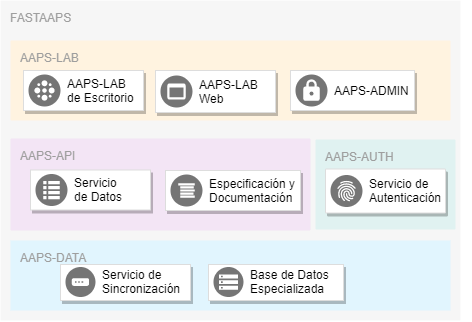 FASTAAPS
AAPS-LAB
AAPS-LAB
de Escritorio
AAPS-LAB
Web
AAPS-ADMIN
AAPS-API
Servicio
de Datos
Especificación y
Documentación
AAPS-AUTH
Servicio de
Autenticación
AAPS-DATA
Servicio de
Sincronización
Base de Datos
Especializada